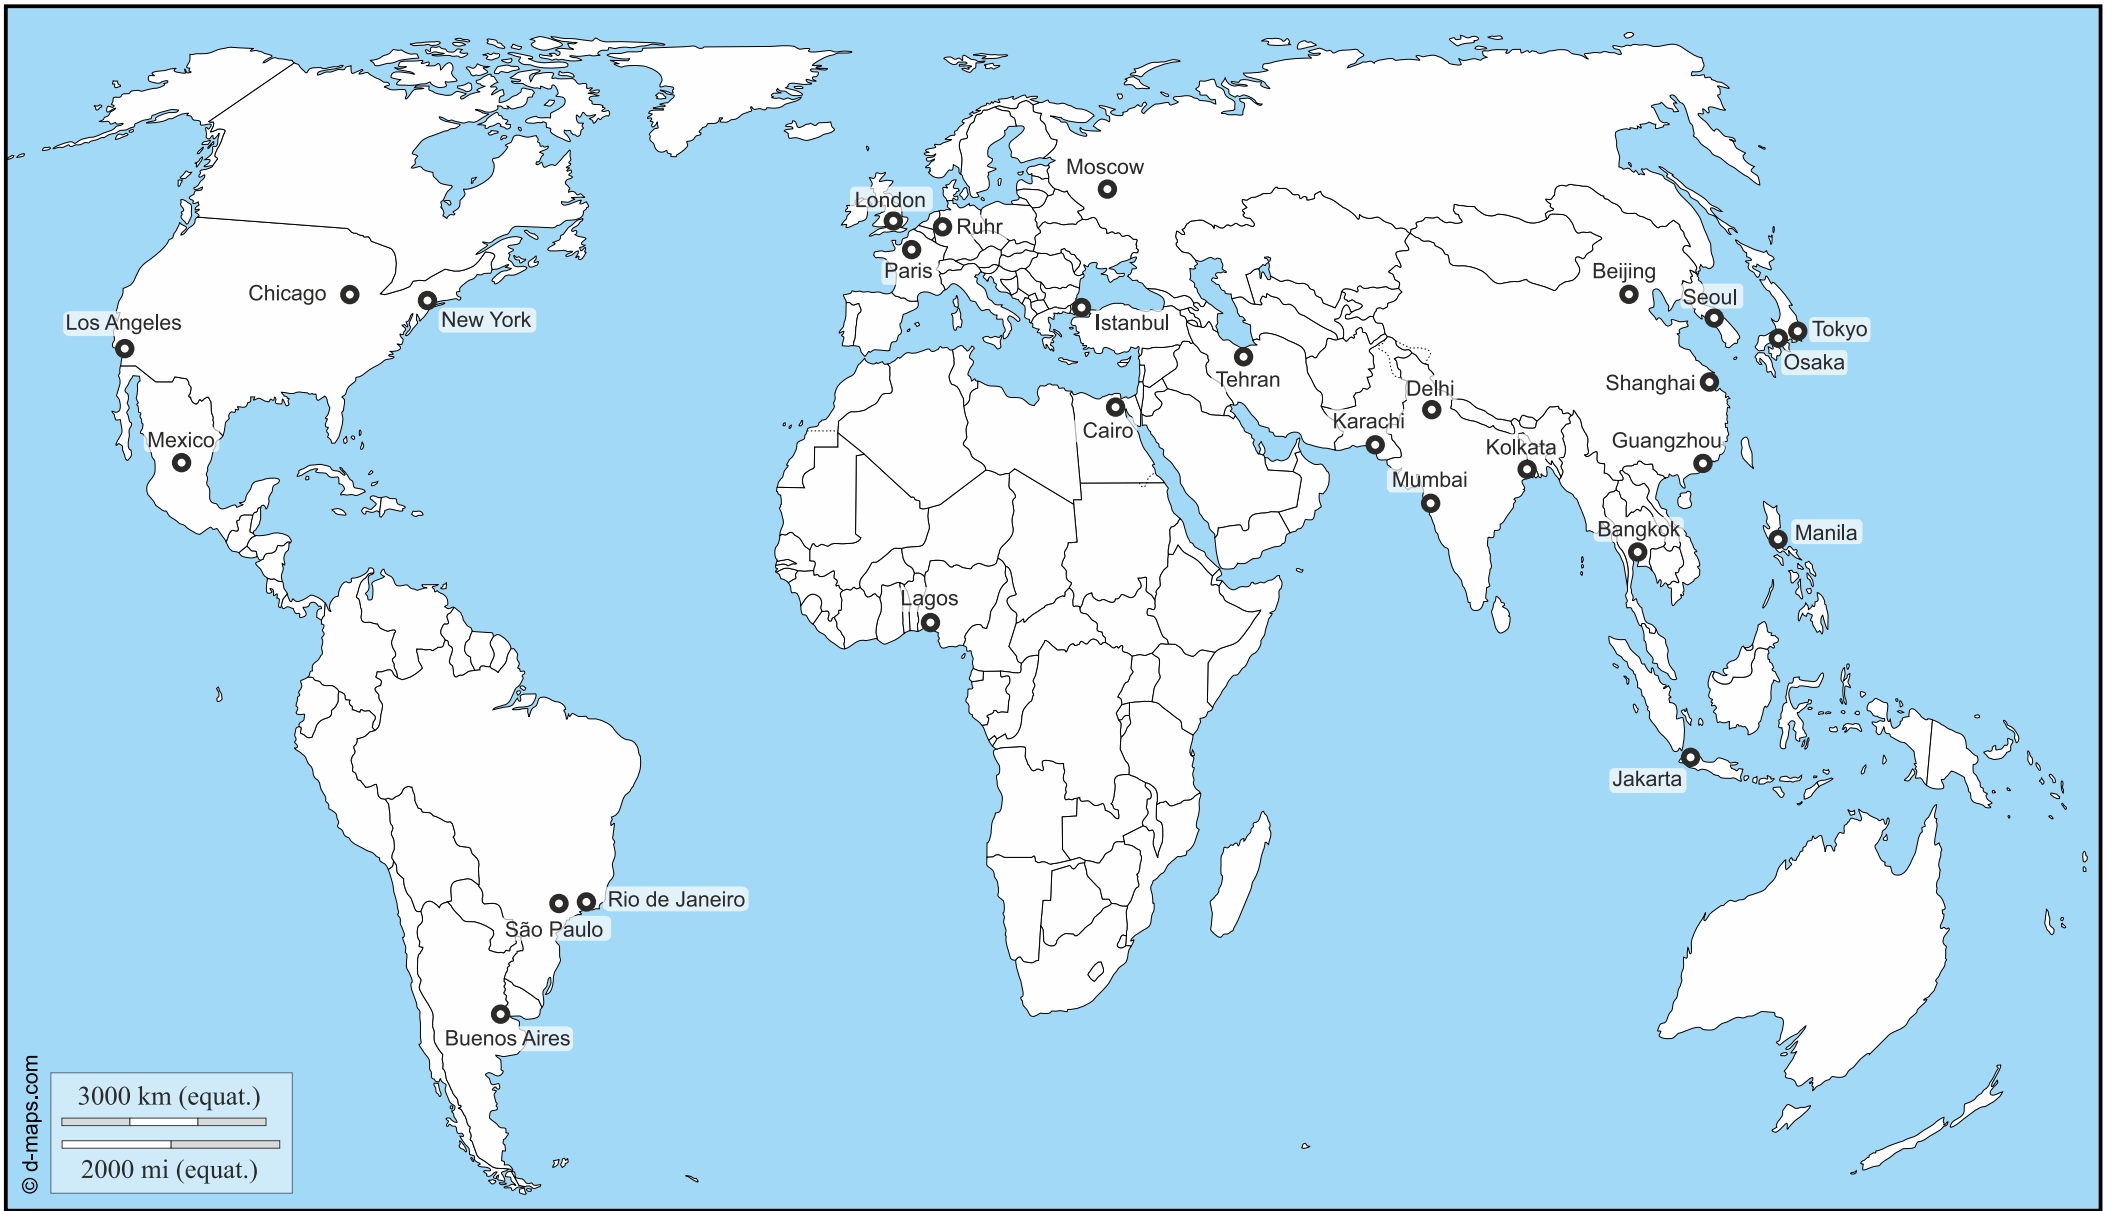 Moscow
London
Ruhr
Paris
Beijing
Chicago
Seoul
New York
Los Angeles
Istanbul
Tokyo
Osaka
Tehran
Shanghai
Delhi
Karachi
Cairo
Mexico
Guangzhou
Kolkata
Mumbai
Bangkok
Manila
Lagos
Jakarta
Rio de Janeiro
São Paulo
Buenos Aires
© d-maps.com
3000 km (equat.)
2000 mi (equat.)